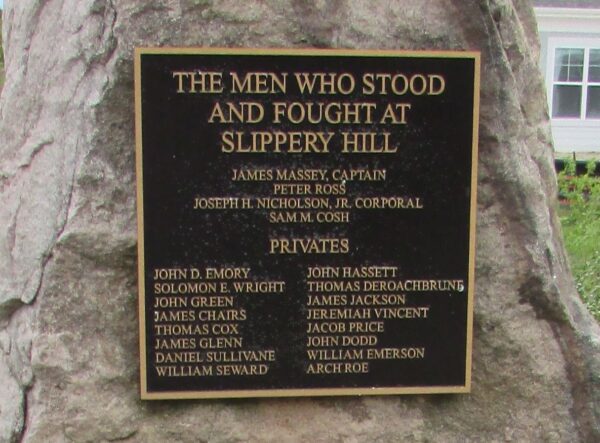 THE MEN WHO STOOD
AND FOUGHT AT
SLIPPERY HILL
JAMES MASSEY, CAPTAIN
PETER ROSS
JOSEPH H. NICHOLSON, JR. CORPORAL
SAM M. COSH
PRIVATES
JOHN D. EMORY
SOLOMON E. WRIGHT
JOHN GREEN
JAMES CHAIRS
THOMAS COX
JAMES GLENN
DANIEL SULLIVANE
WILLIAM SEWARD
JOHN HASSETT
THOMAS DEROACHBRUNE
JAMES JACKSON
JEREMIAH VINCENT
JACOB PRICE
JOHN DODD
WILLIAM EMERSON
ARCH ROE